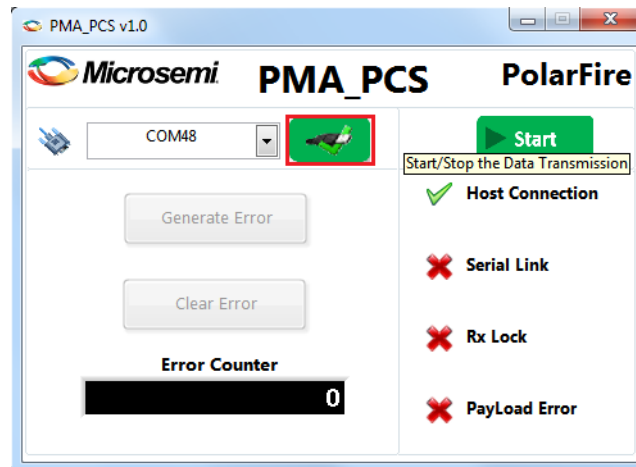 PMA_PCS v1.0
Microsemi. PMA_PCS PolarFire
COM48
Start
Start/Stop the Data Transmission
Host Connection
Generate Error
Serial Link
Clear Error
Rx Lock
Error Counter
0
PayLoad Error